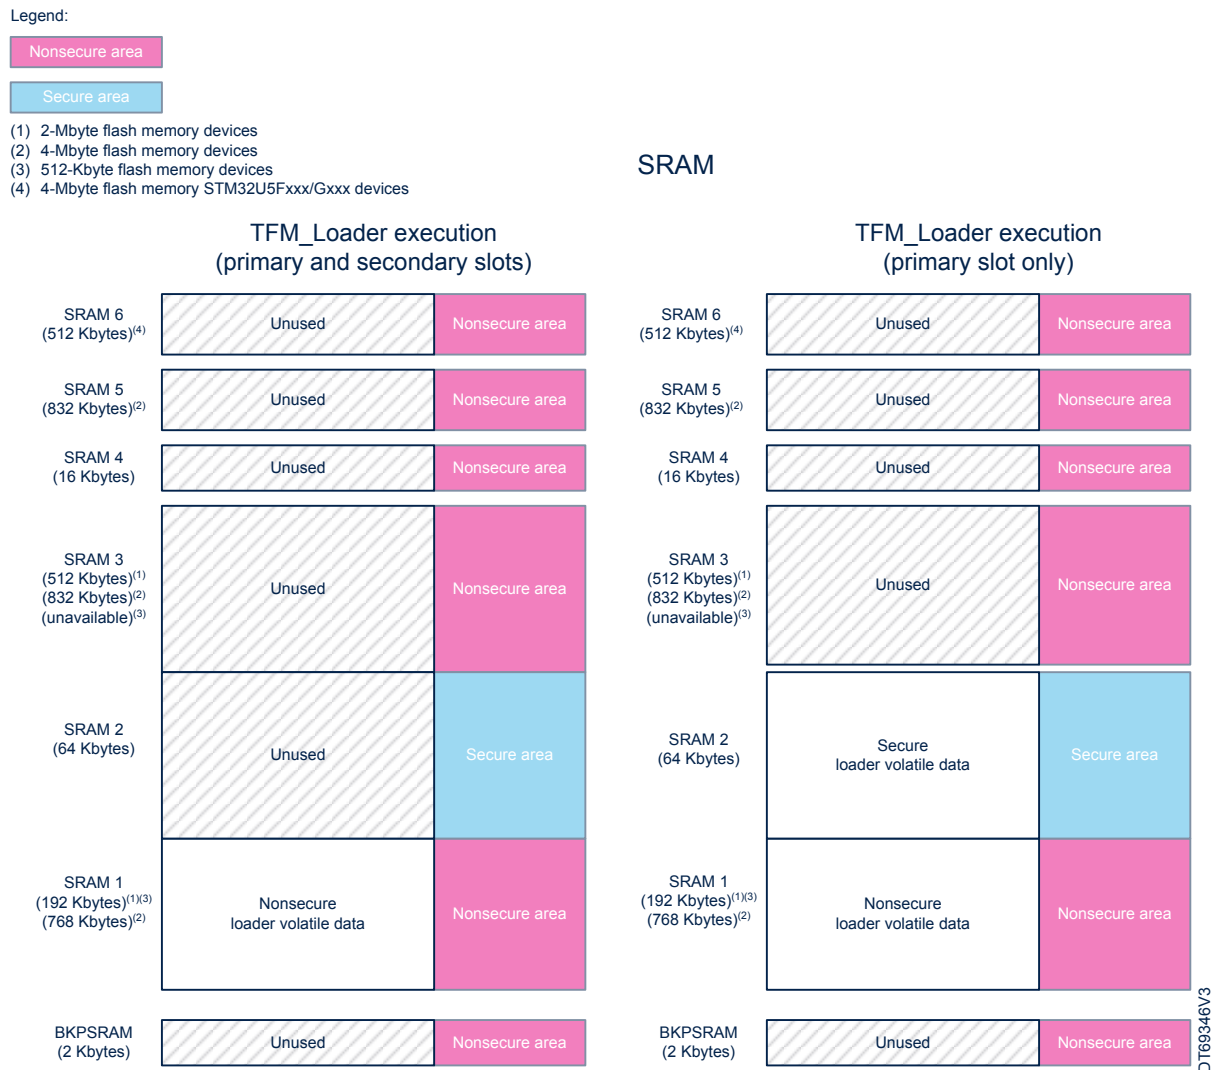 Legend:
Nonsecure area
Secure area
(1) 2-Mbyte flash memory devices
(2) 4-Mbyte flash memory devices
(3) 512-Kbyte flash memory devices
(4) 4-Mbyte flash memory STM32U5Fxxx/Gxxx devices
SRAM
TFM_Loader execution
(primary and secondary slots)
SRAM 6
(512 Kbytes)(4)
Unused
Nonsecure area
SRAM 5
(832 Kbytes)(2)
Unused
Nonsecure area
SRAM 4
(16 Kbytes)
Unused
Nonsecure area
SRAM 3
(512 Kbytes)(1)
(832 Kbytes)(2)
(unavailable)(3)
Unused
Nonsecure area
SRAM 2
(64 Kbytes)
Unused
Secure area
SRAM 1
(192 Kbytes)(1)(3)
(768 Kbytes)(2)
Nonsecure
loader volatile data
Nonsecure area
BKPSRAM
(2 Kbytes)
Unused
Nonsecure area
TFM_Loader execution
(primary slot only)
SRAM 6
(512 Kbytes)(4)
Unused
Nonsecure area
SRAM 5
(832 Kbytes)(2)
Unused
Nonsecure area
SRAM 4
(16 Kbytes)
Unused
Nonsecure area
SRAM 3
(512 Kbytes)(1)
(832 Kbytes)(2)
(unavailable)(3)
Unused
Nonsecure area
SRAM 2
(64 Kbytes)
Secure
loader volatile data
Secure area
SRAM 1
(192 Kbytes)(1)(3)
(768 Kbytes)(2)
Nonsecure
loader volatile data
Nonsecure area
BKPSRAM
(2 Kbytes)
Unused
Nonsecure area
DT69346V3